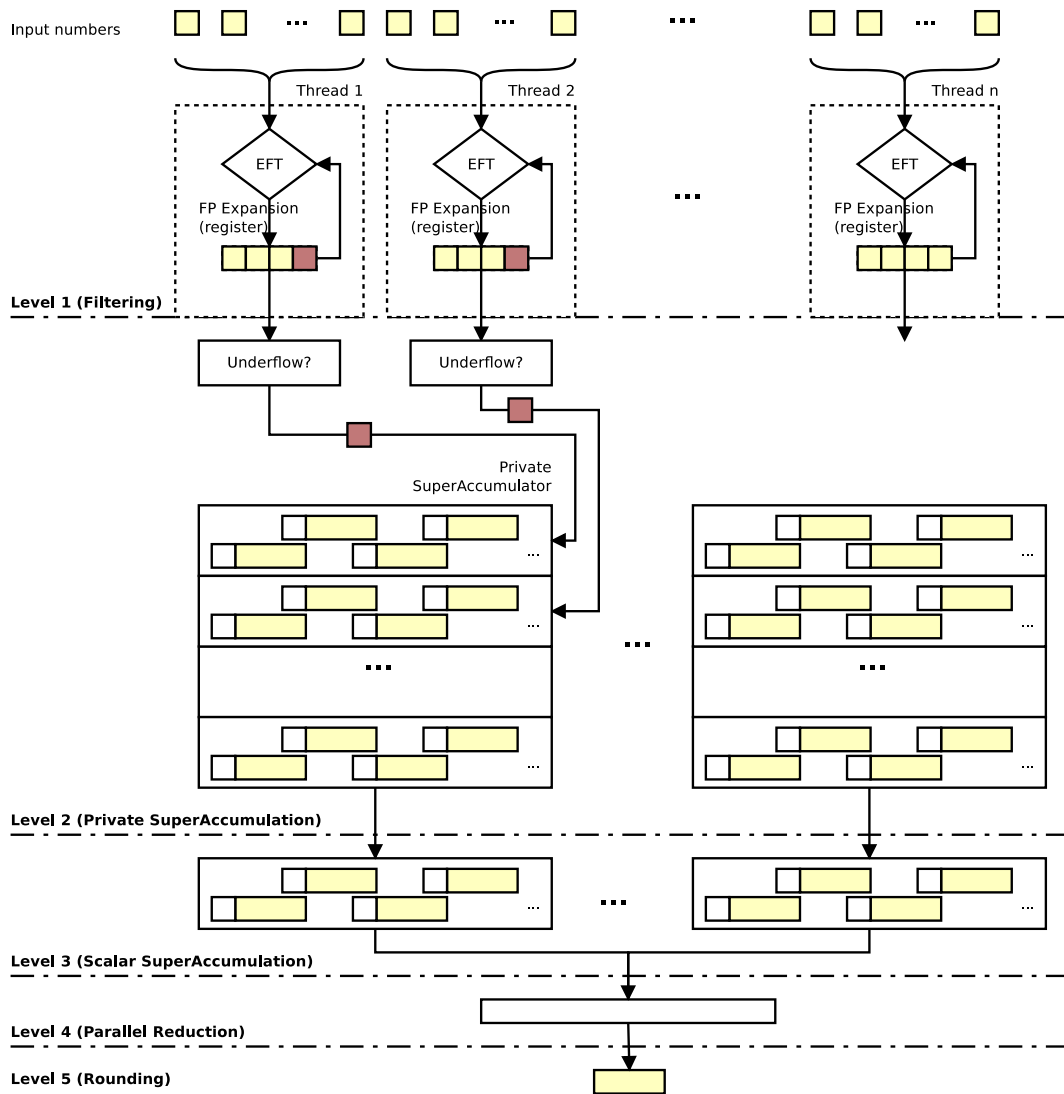 Input numbers
...
...
...
...
Thread 1
Thread 2
Thread n
EFT
EFT
EFT
...
FP Expansion
(register)
FP Expansion
(register)
FP Expansion
(register)
Level 1 (Filtering)
Underflow?
Underflow?
Private
SuperAccumulator
...
...
...
...
...
...
...
...
...
Level 2 (Private SuperAccumulation)
...
...
...
Level 3 (Scalar SuperAccumulation)
Level 4 (Parallel Reduction)
Level 5 (Rounding)